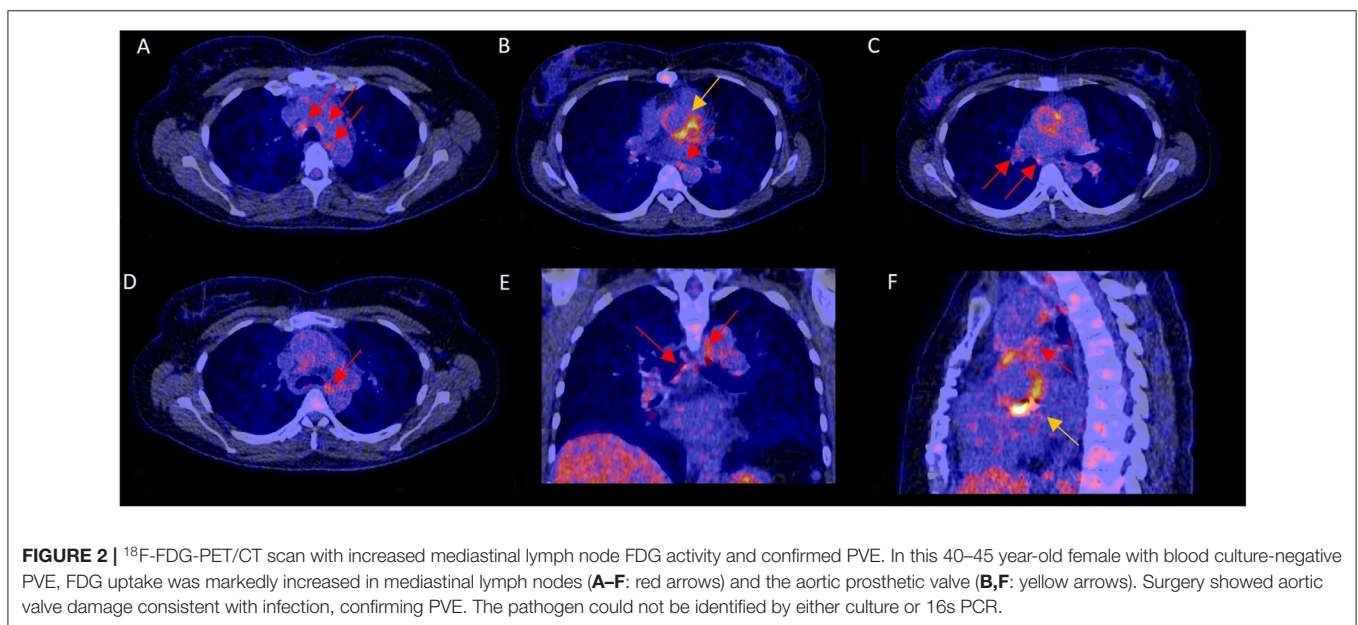 A
B
C
D
E
F
FIGURE 2 | 18F-FDG-PET/CT scan with increased mediastinal lymph node FDG activity and confirmed PVE. In this 40–45 year-old female with blood culture-negative
PVE, FDG uptake was markedly increased in mediastinal lymph nodes (A–F: red arrows) and the aortic prosthetic valve (B,F: yellow arrows). Surgery showed aortic
valve damage consistent with infection, confirming PVE. The pathogen could not be identified by either culture or 16s PCR.